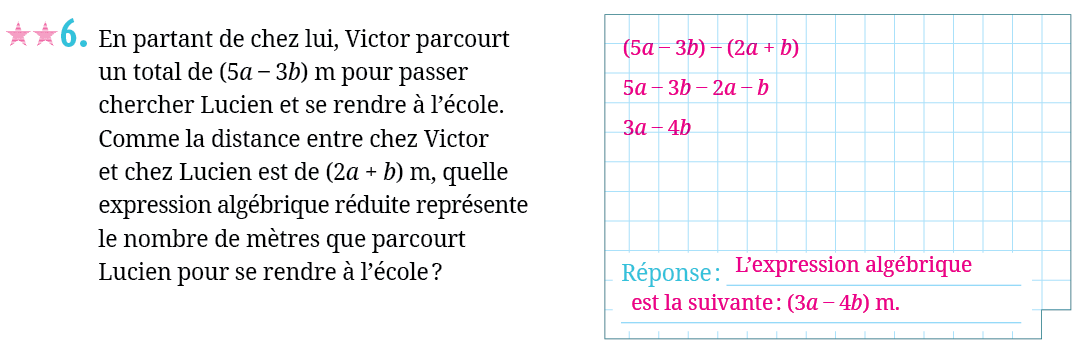 6. En partant de chez lui, Victor parcourt
un total de (5a – 3b) m pour passer
chercher Lucien et se rendre à l’école.
Comme la distance entre chez Victor
et chez Lucien est de (2a + b) m, quelle
expression algébrique réduite représente
le nombre de mètres que parcourt
Lucien pour se rendre à l’école ?
(5a – 3b) – (2a + b)
5a – 3b – 2a – b
3a – 4b
Réponse : L’expression algébrique
est la suivante : (3a – 4b) m.